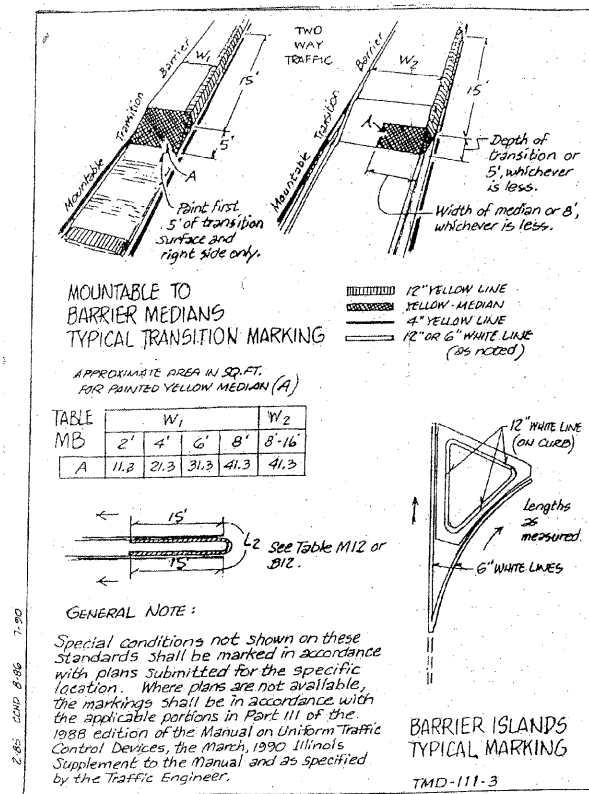 TWO
WAY
TRAFFIC
Barrier
W1
15'
Transition
5'
A
Mountable
Paint first
5' of transition
surface and
right side only.
Barrier
W2
15'
A
Transition
Mountable
Depth of
transition or
5', whichever
is less.
Width of median or 8',
whichever is less.
MOUNTABLE TO
BARRIER MEDIANS
TYPICAL TRANSITION MARKING
12" YELLOW LINE
YELLOW-MEDIAN
4" YELLOW LINE
12" OR 6" WHITE LINE
(as noted)
APPROXIMATE AREA IN SQ. FT.
FOR PAINTED YELLOW MEDIAN (A)
TABLE MB W1 W2
2' 4' 6' 8' 8'-16'
A 11.3 21.3 31.3 41.3 41.3
15'
L2 See Table M12 or
B12.
15'
12" WHITE LINE
(ON CURB)
Lengths
as
measured.
6" WHITE LINES
GENERAL NOTE:
Special conditions not shown on these
standards shall be marked in accordance
with plans submitted for the specific
location. Where plans are not available,
the markings shall be in accordance with
the applicable portions in Part III of the
1988 edition of the Manual on Uniform Traffic
Control Devices, the March, 1990 Illinois
Supplement to the Manual and as specified
by the Traffic Engineer.
BARRIER ISLANDS
TYPICAL MARKING
TMD-111-3
2-85 COND 8-86 7-90